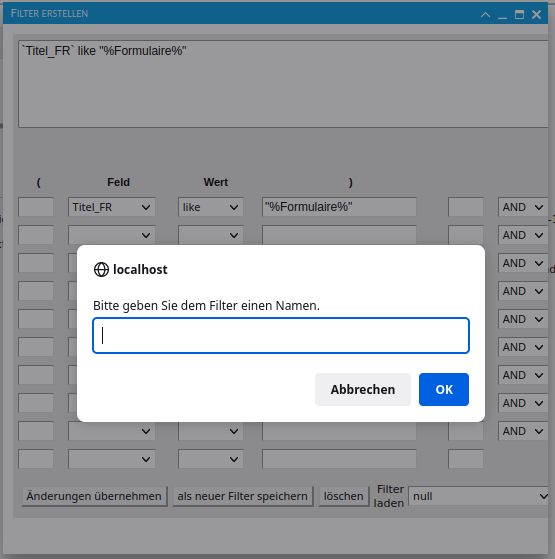 FILTER ERSTELLEN
`Titel_FR` like "%Formulaire%"
( Feld Wert )
Titel_FR like "%Formulaire%" AND
AND
AND
localhost
AND
Bitte geben Sie dem Filter einen Namen.
AND
AND
AND
Abbrechen OK
AND
AND
Änderungen übernehmen als neuer Filter speichern löschen Filter laden null